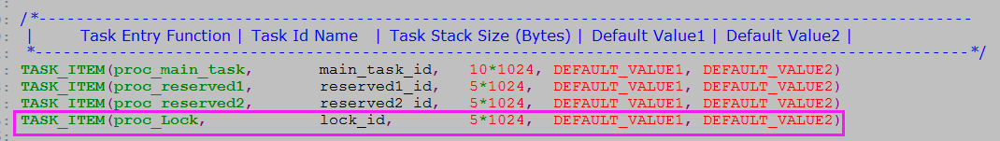 /*------------------------------------------------------------------------------------------------------------
| Task Entry Function | Task Id Name | Task Stack Size (Bytes) | Default Value1 | Default Value2 |
*------------------------------------------------------------------------------------------------------------*/
TASK_ITEM(proc_main_task, main_task_id, 10*1024, DEFAULT_VALUE1, DEFAULT_VALUE2)
TASK_ITEM(proc_reserved1, reserved1_id, 5*1024, DEFAULT_VALUE1, DEFAULT_VALUE2)
TASK_ITEM(proc_reserved2, reserved2_id, 5*1024, DEFAULT_VALUE1, DEFAULT_VALUE2)
TASK_ITEM(proc_Lock, lock_id, 5*1024, DEFAULT_VALUE1, DEFAULT_VALUE2)